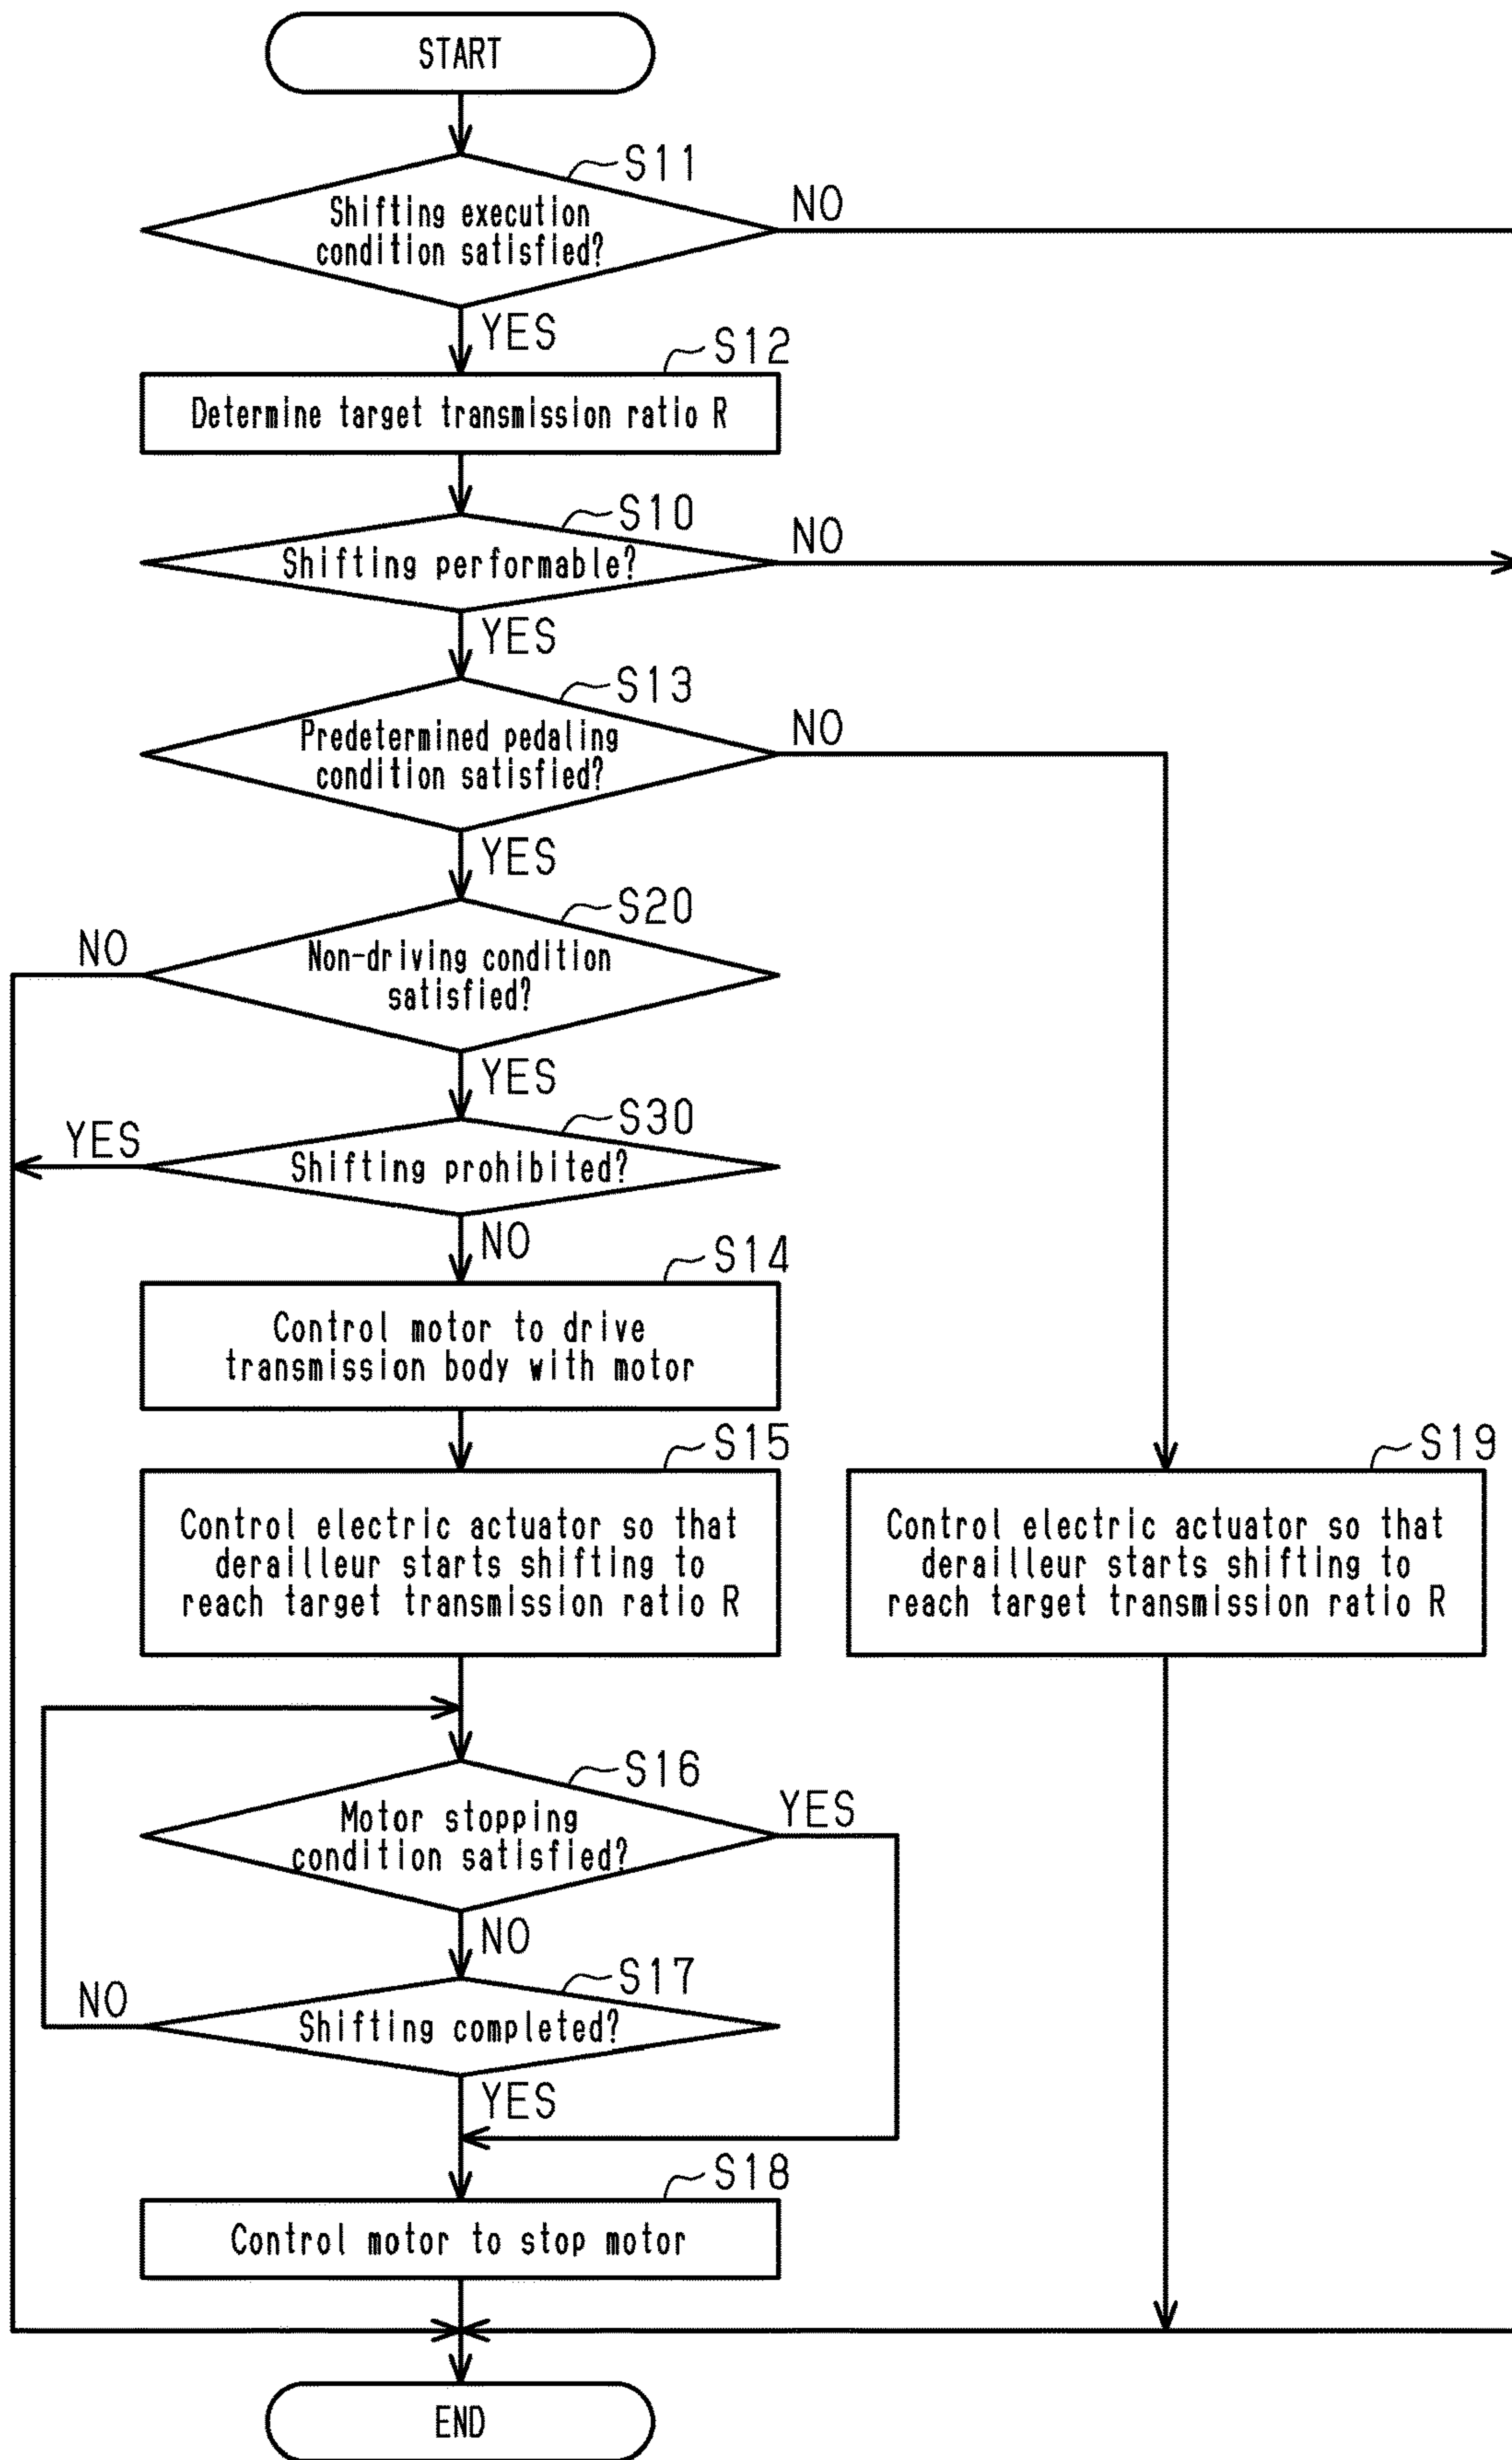 START
S11
Shifting execution
condition satisfied?
NO
YES
S12
Determine target transmission ratio R
S10
Shifting performable?
NO
YES
S13
Predetermined pedaling
condition satisfied?
NO
YES
S20
Non-driving condition
satisfied?
NO
YES
S30
Shifting prohibited?
YES
NO
S14
Control motor to drive
transmission body with motor
S15
Control electric actuator so that
derailleur starts shifting to
reach target transmission ratio R
S19
Control electric actuator so that
derailleur starts shifting to
reach target transmission ratio R
S16
Motor stopping
condition satisfied?
YES
NO
S17
Shifting completed?
NO
YES
S18
Control motor to stop motor
END